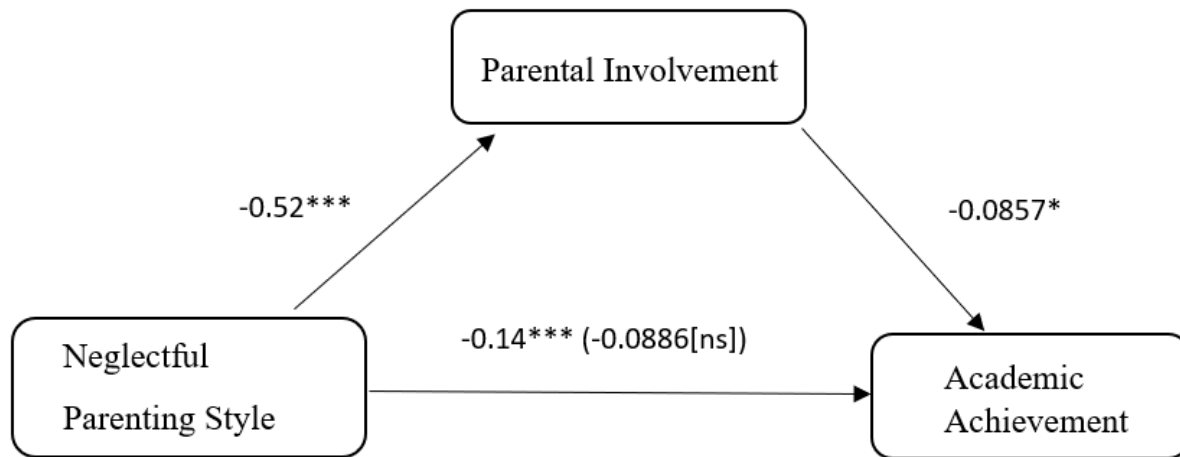 Parental Involvement
-0.52***
-0.0857*
-0.14*** (-0.0886[ns])
Neglectful
Parenting Style
Academic
Achievement